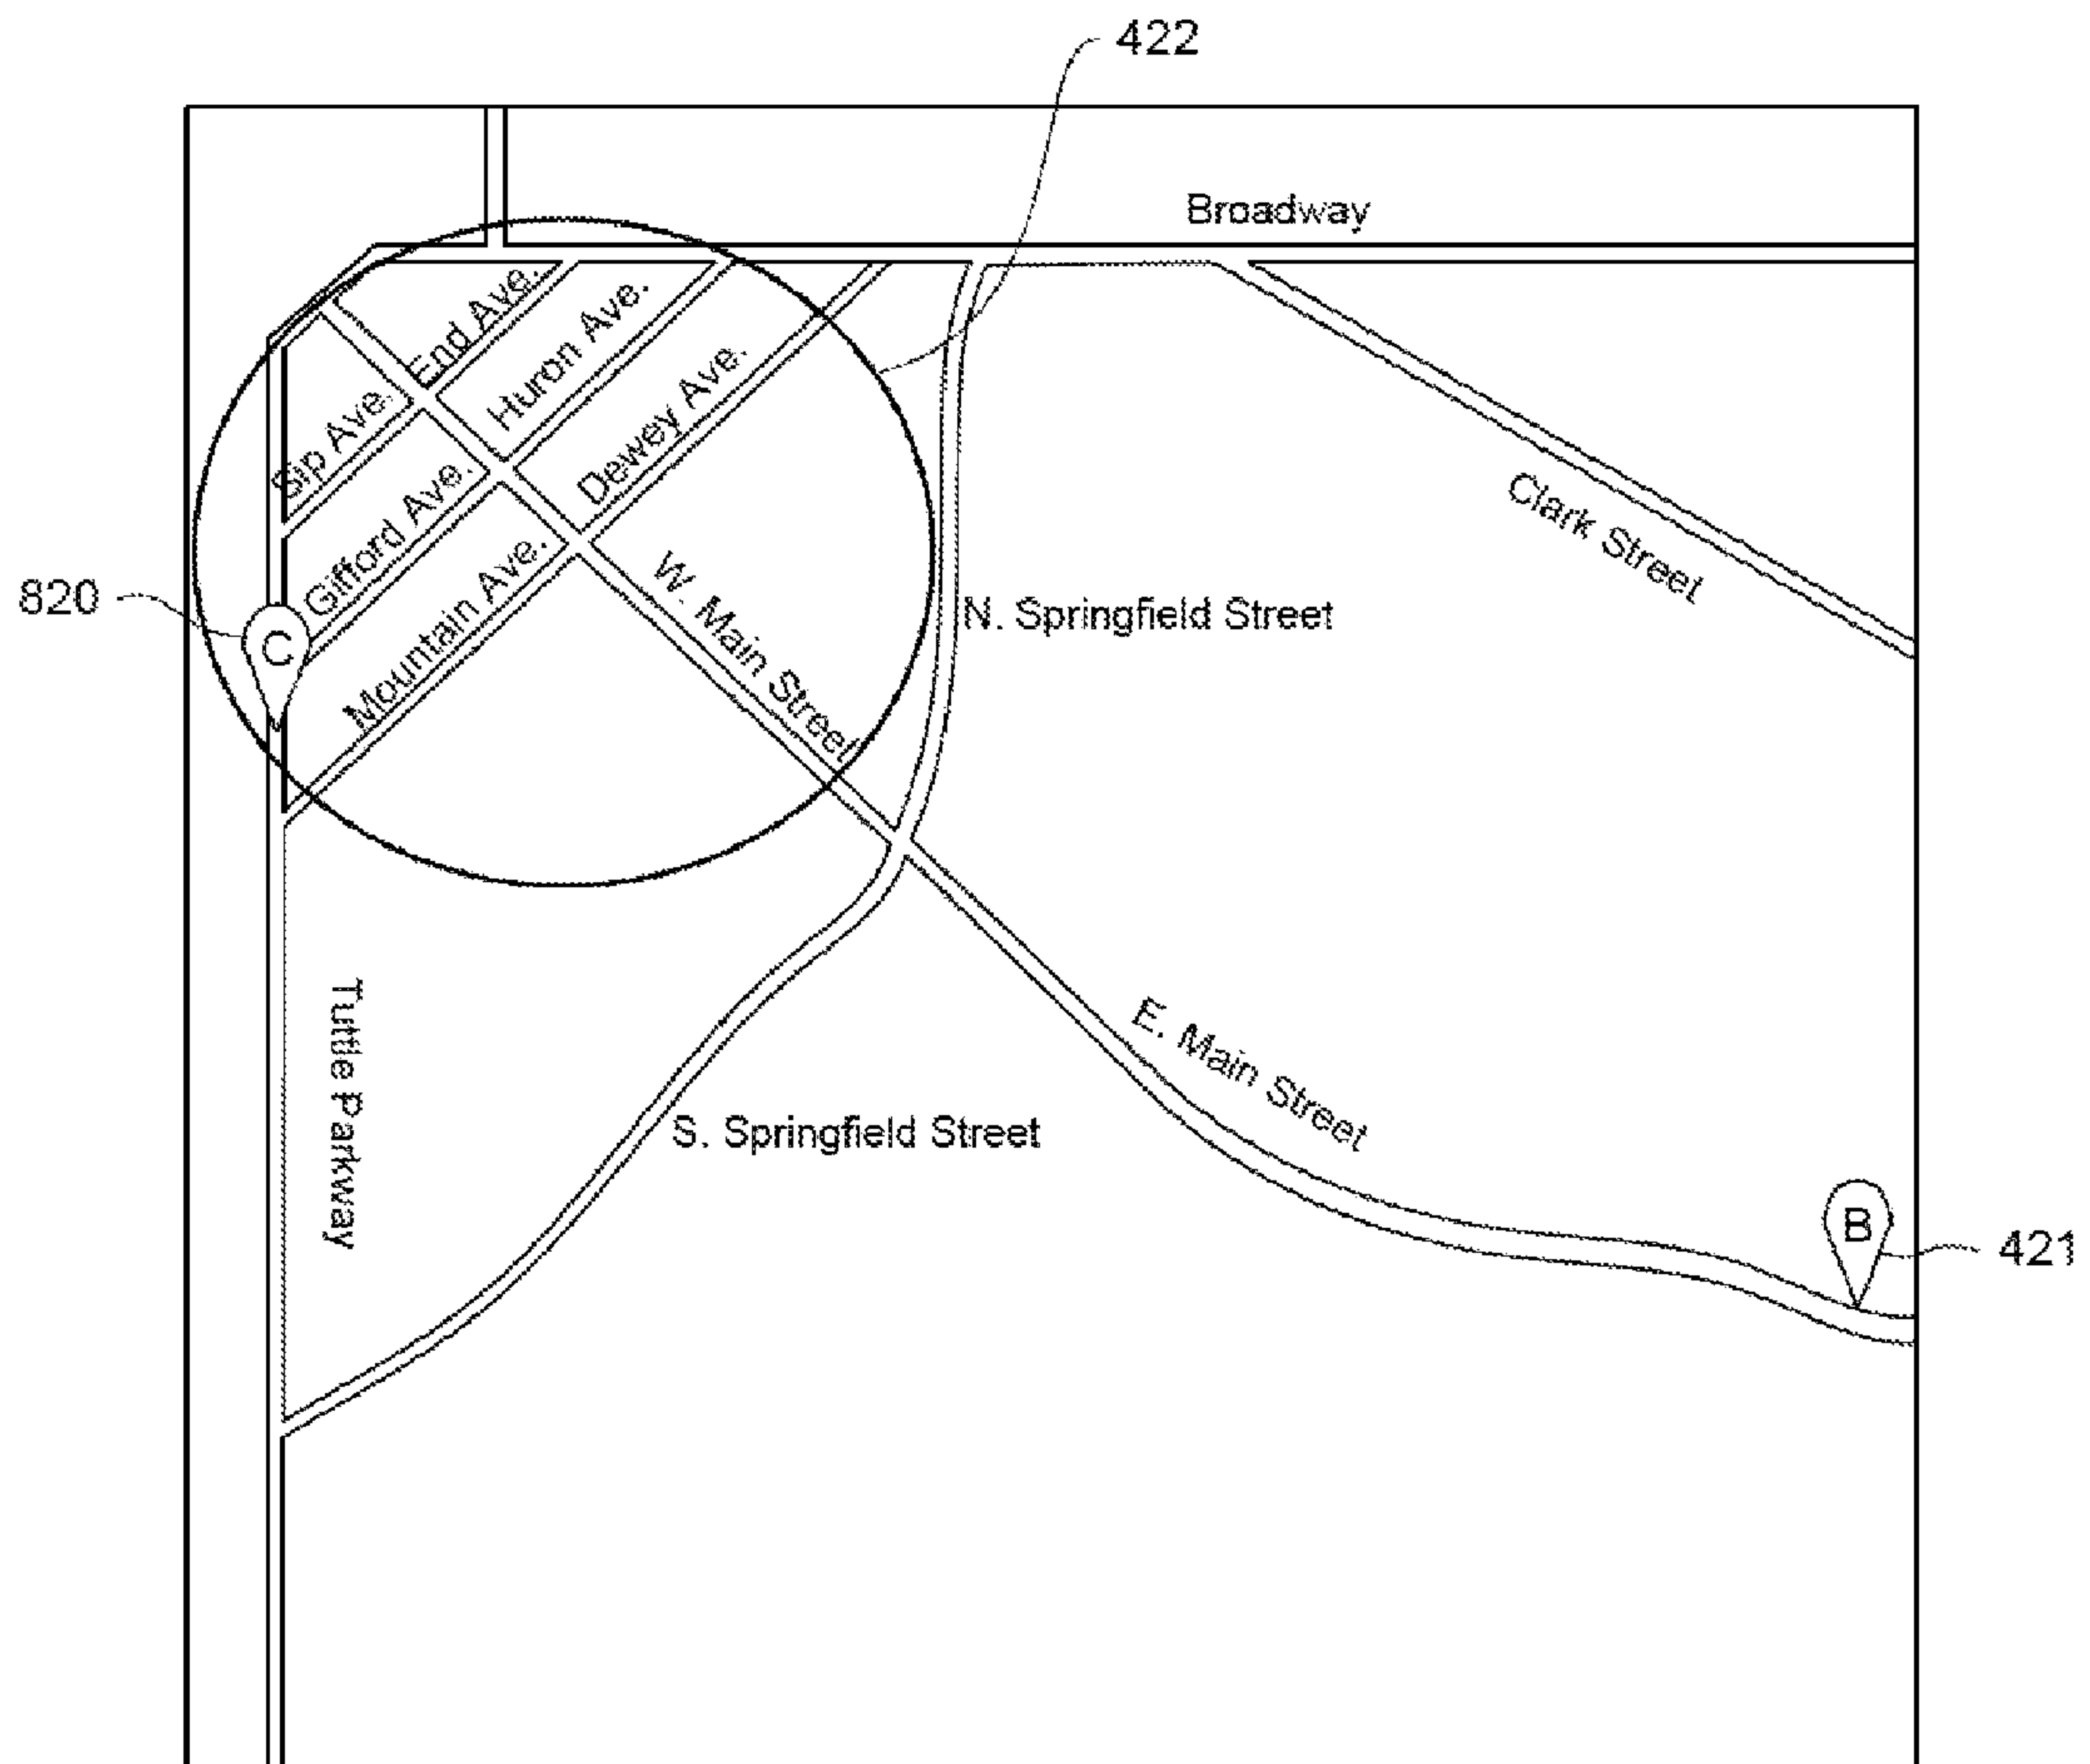 422
Broadway
End Ave.
Huron Ave.
Sip Ave.
Dewey Ave.
Gifford Ave.
Mountain Ave.
Clark Street
W. Main Street
820
C
N. Springfield Street
Tuttle Parkway
E. Main Street
S. Springfield Street
B
421